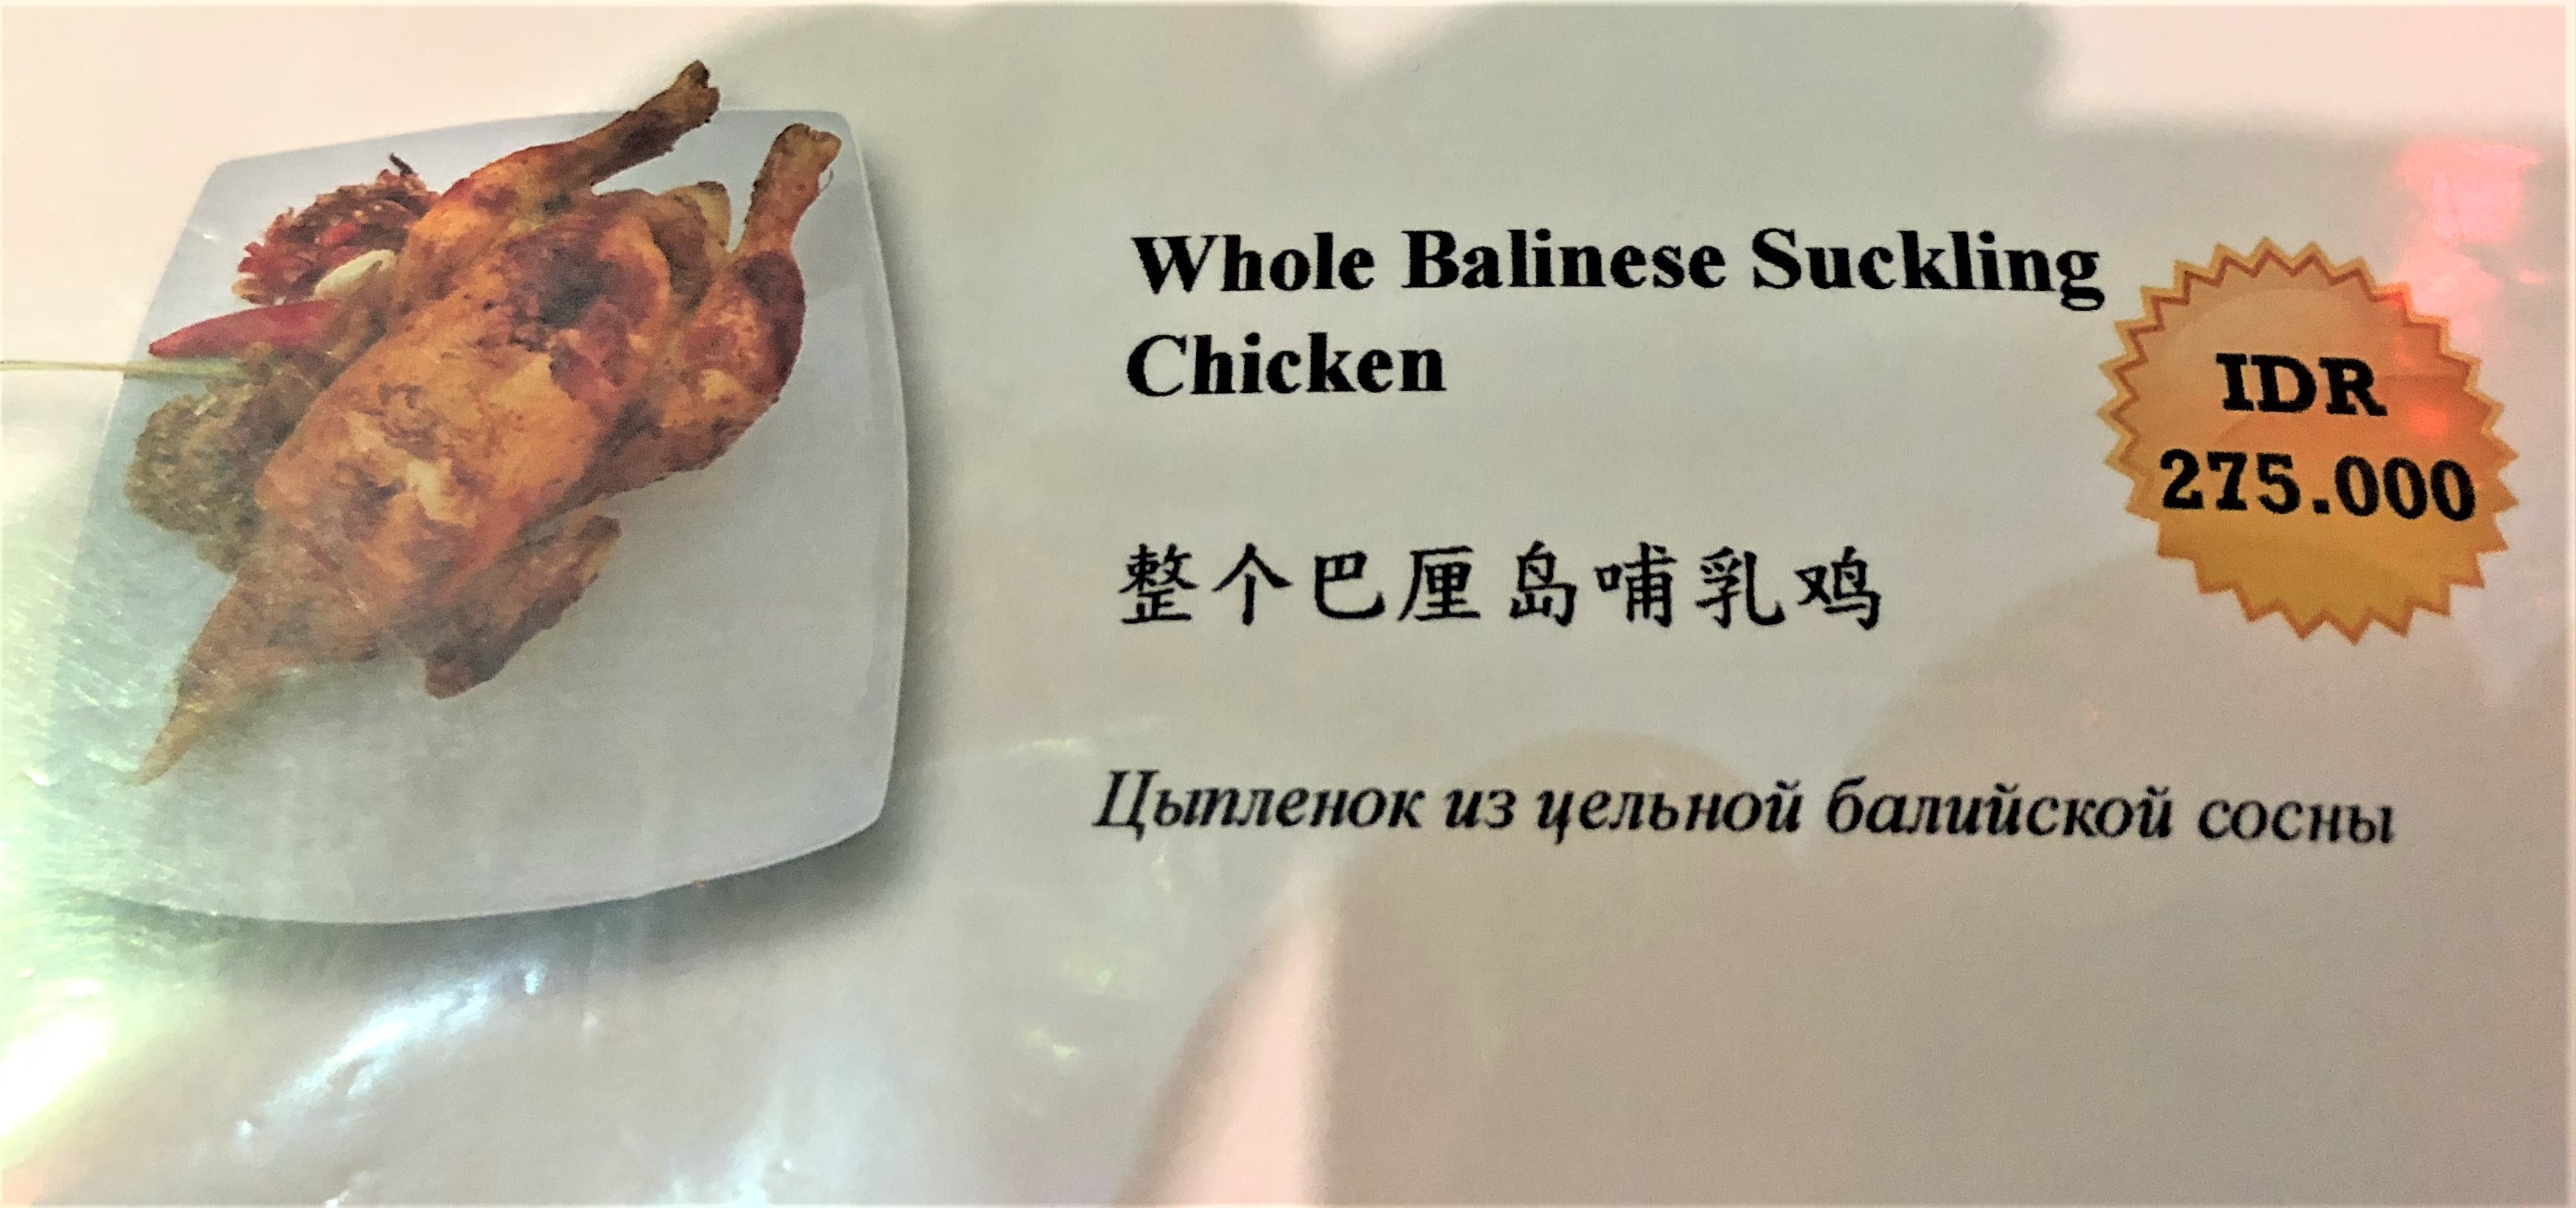 Whole Balinese Suckling
Chicken
IDR
275.000
整个巴厘岛哺乳鸡
Цыпленок из цельной балийской сосны